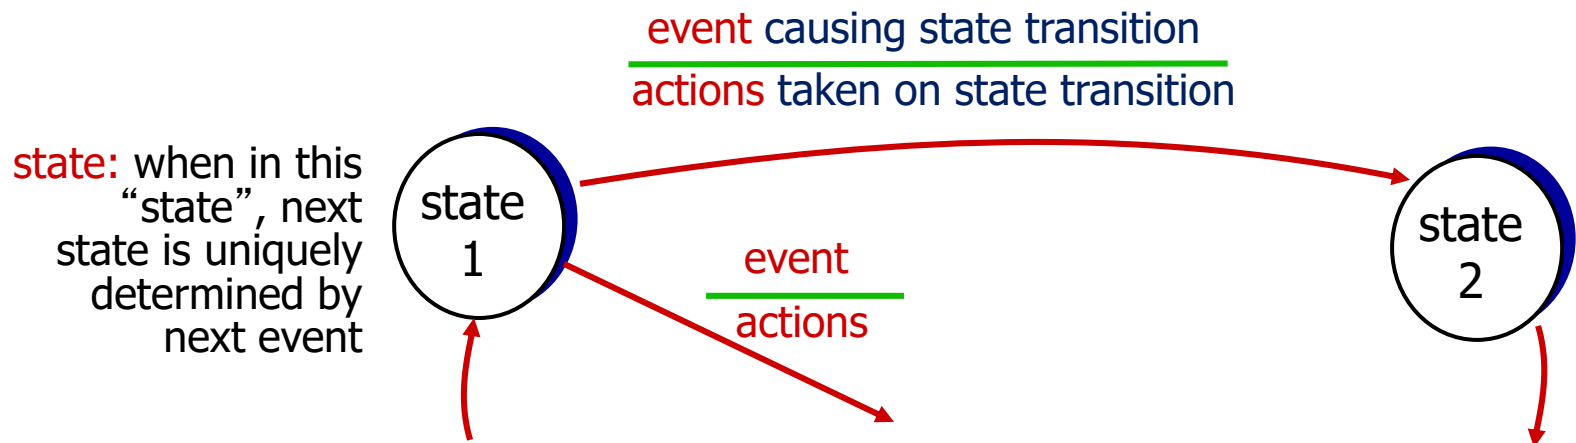 event causing state transition
actions taken on state transition
state: when in this
“state”, next
state is uniquely
determined by
next event
state
1
event
actions
state
2